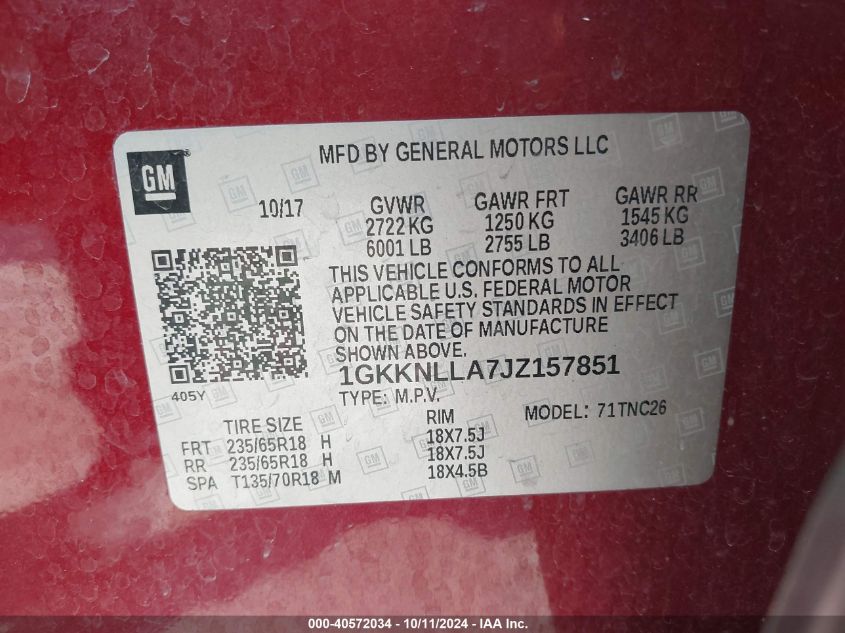 GM
MFD BY GENERAL MOTORS LLC
10/17 GVWR GAWR FRT GAWR RR
2722 KG 1250 KG 1545 KG
6001 LB 2755 LB 3406 LB
THIS VEHICLE CONFORMS TO ALL
APPLICABLE U.S. FEDERAL MOTOR
VEHICLE SAFETY STANDARDS IN EFFECT
ON THE DATE OF MANUFACTURE
SHOWN ABOVE.
1GKKNLLA7JZ157851
405Y TYPE: M.P.V. MODEL: 71TNC26
TIRE SIZE RIM
FRT 235/65R18 H 18X7.5J
RR 235/65R18 H 18X7.5J
SPA T135/70R18 M 18X4.5B
000-40572034 - 10/11/2024 - IAAI.com